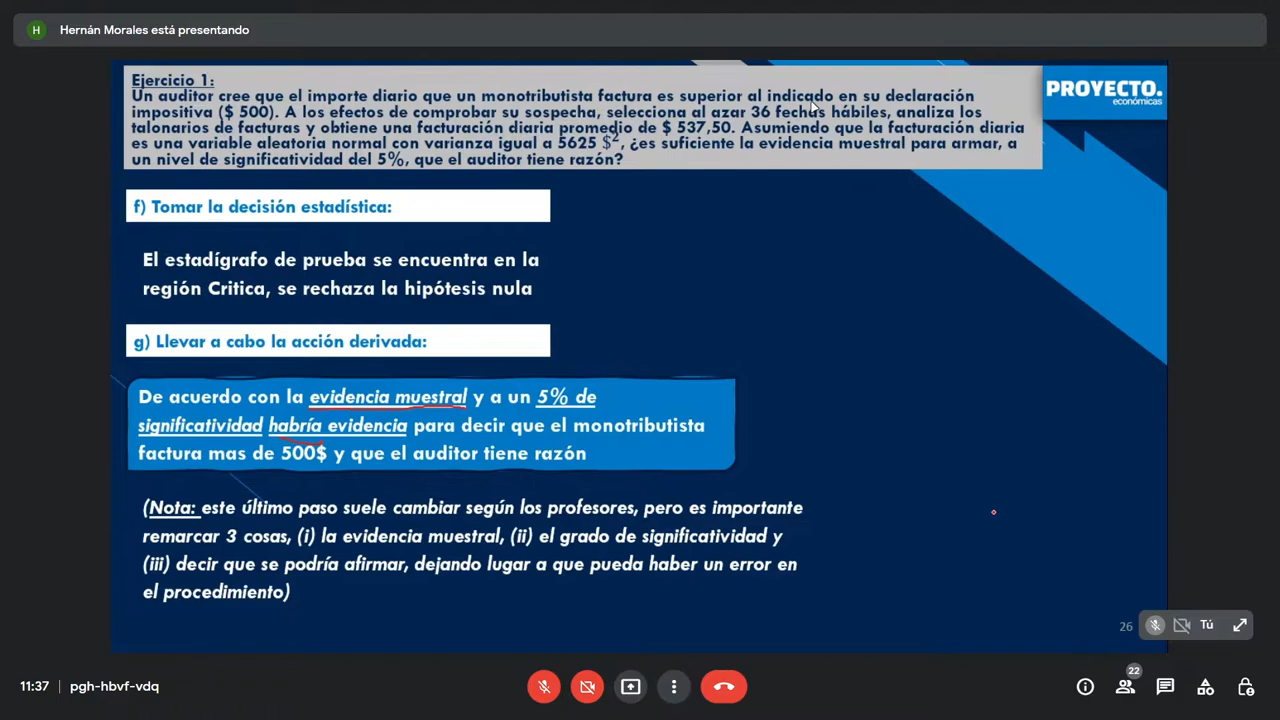 H Hernán Morales está presentando
Ejercicio 1:
Un auditor cree que el importe diario que un monotributista factura es superior al indicado en su declaración
impositiva ($ 500). A los efectos de comprobar su sospecha, selecciona al azar 36 fechas hábiles, analiza los
talonarios de facturas y obtiene una facturación diaria promedio de $ 537,50. Asumiendo que la facturación diaria
es una variable aleatoria normal con varianza igual a 5625 $², ¿es suficiente la evidencia muestral para armar, a
un nivel de significatividad del 5%, que el auditor tiene razón?
PROYECTO.
económicas
f) Tomar la decisión estadística:
El estadígrafo de prueba se encuentra en la
región Critica, se rechaza la hipótesis nula
g) Llevar a cabo la acción derivada:
De acuerdo con la evidencia muestral y a un 5% de
significatividad habría evidencia para decir que el monotributista
factura mas de 500$ y que el auditor tiene razón
(Nota: este último paso suele cambiar según los profesores, pero es importante
remarcar 3 cosas, (i) la evidencia muestral, (ii) el grado de significatividad y
(iii) decir que se podría afirmar, dejando lugar a que pueda haber un error en
el procedimiento)
26
Tú
11:37 | pgh-hbvf-vdq
22